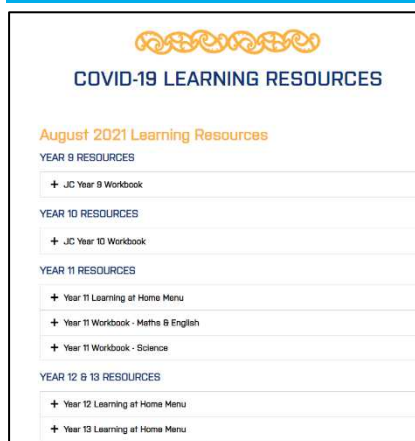 COVID-19 LEARNING RESOURCES
August 2021 Learning Resources
YEAR 9 RESOURCES
+ JC Year 9 Workbook
YEAR 10 RESOURCES
+ JC Year 10 Workbook
YEAR 11 RESOURCES
+ Year 11 Learning at Home Menu
+ Year 11 Workbook - Maths & English
+ Year 11 Workbook - Science
YEAR 12 & 13 RESOURCES
+ Year 12 Learning at Home Menu
+ Year 13 Learning at Home Menu